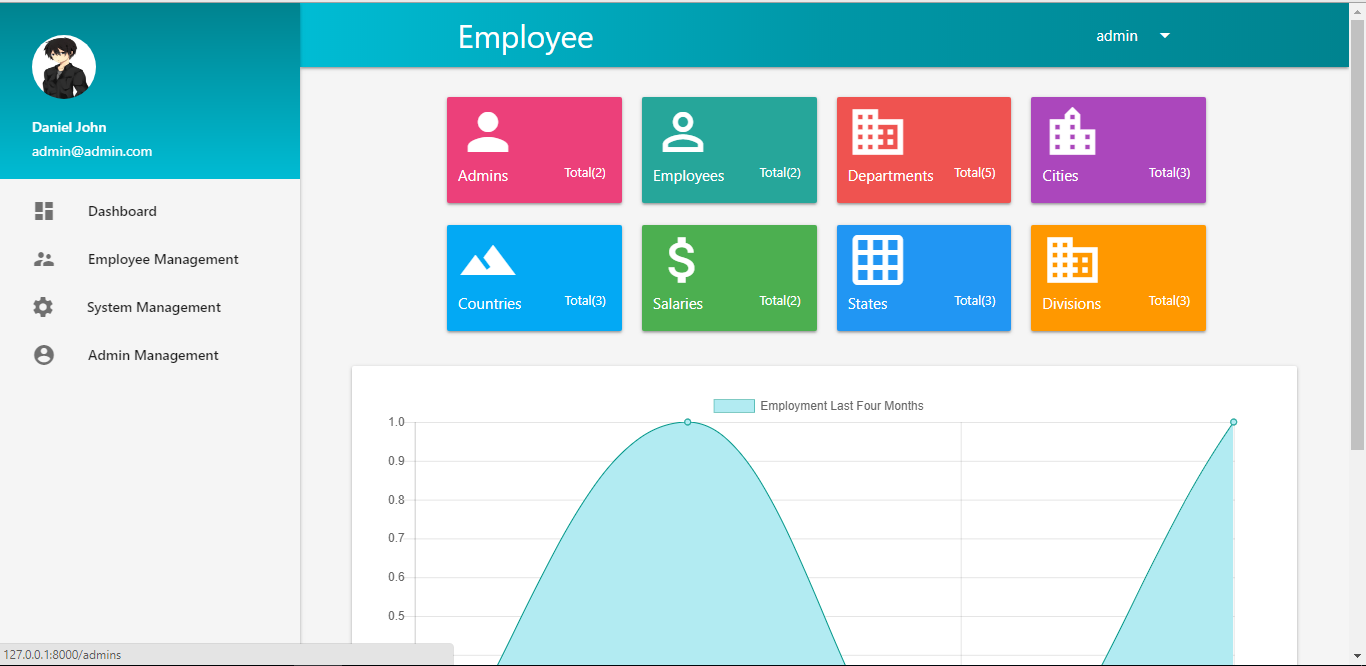 Employee
admin
Daniel John
admin@admin.com
Dashboard
Employee Management
System Management
Admin Management
Admins Total(2)
Employees Total(2)
Departments Total(5)
Cities Total(3)
Countries Total(3)
Salaries Total(2)
States Total(3)
Divisions Total(3)
Employment Last Four Months
1.0
0.9
0.8
0.7
0.6
0.5
127.0.0.1:8000/admins